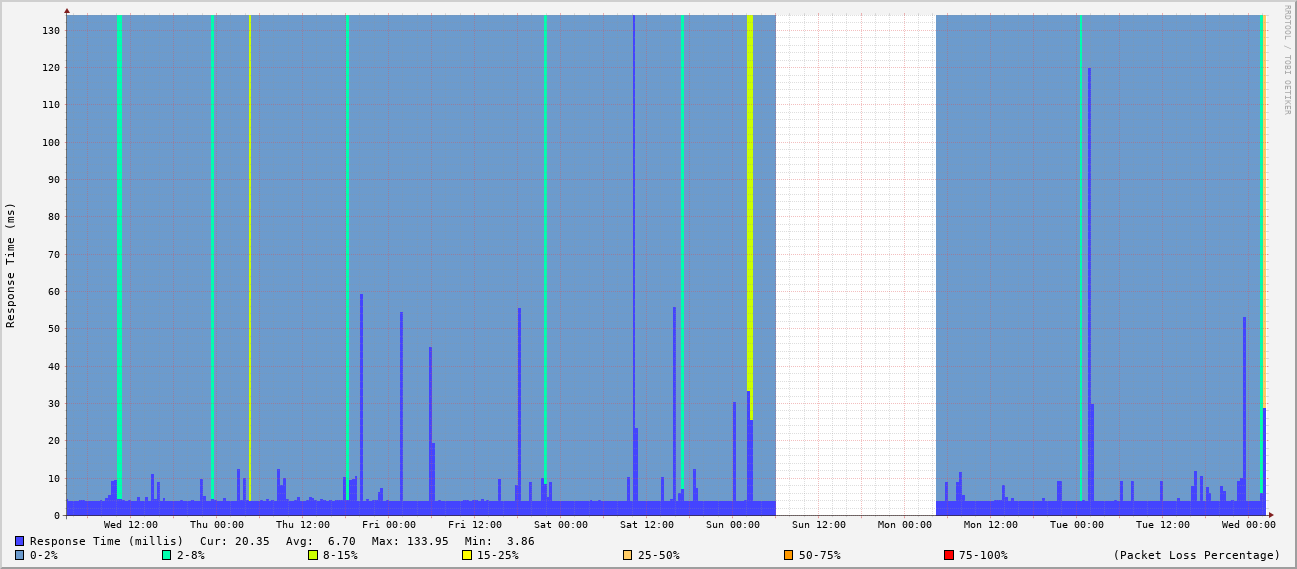 RRDTOOL / TOBI OETIKER
Response Time (ms)
130
120
110
100
90
80
70
60
50
40
30
20
10
0
Wed 12:00 Thu 00:00 Thu 12:00 Fri 00:00 Fri 12:00 Sat 00:00 Sat 12:00 Sun 00:00 Sun 12:00 Mon 00:00 Mon 12:00 Tue 00:00 Tue 12:00 Wed 00:00
Response Time (millis) Cur: 20.35 Avg: 6.70 Max: 133.95 Min: 3.86
0-2% 2-8% 8-15% 15-25% 25-50% 50-75% 75-100% (Packet Loss Percentage)